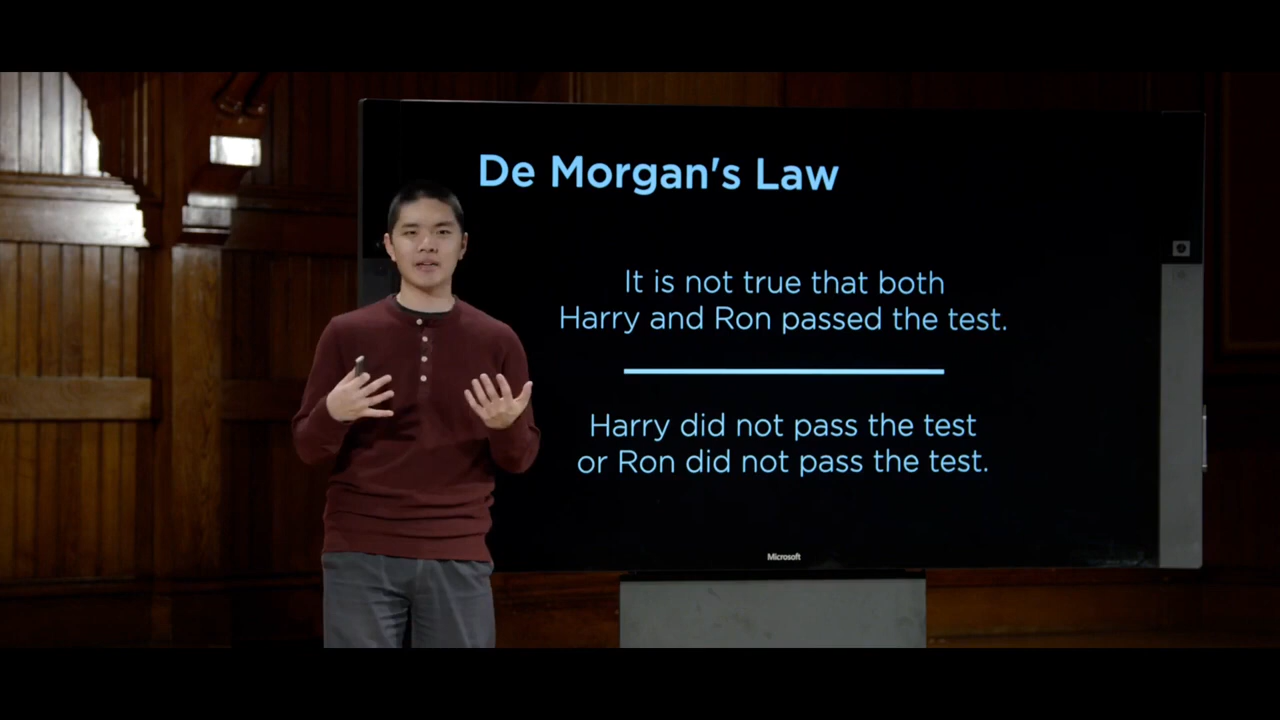 De Morgan's Law
It is not true that both
Harry and Ron passed the test.
Harry did not pass the test
or Ron did not pass the test.
Microsoft